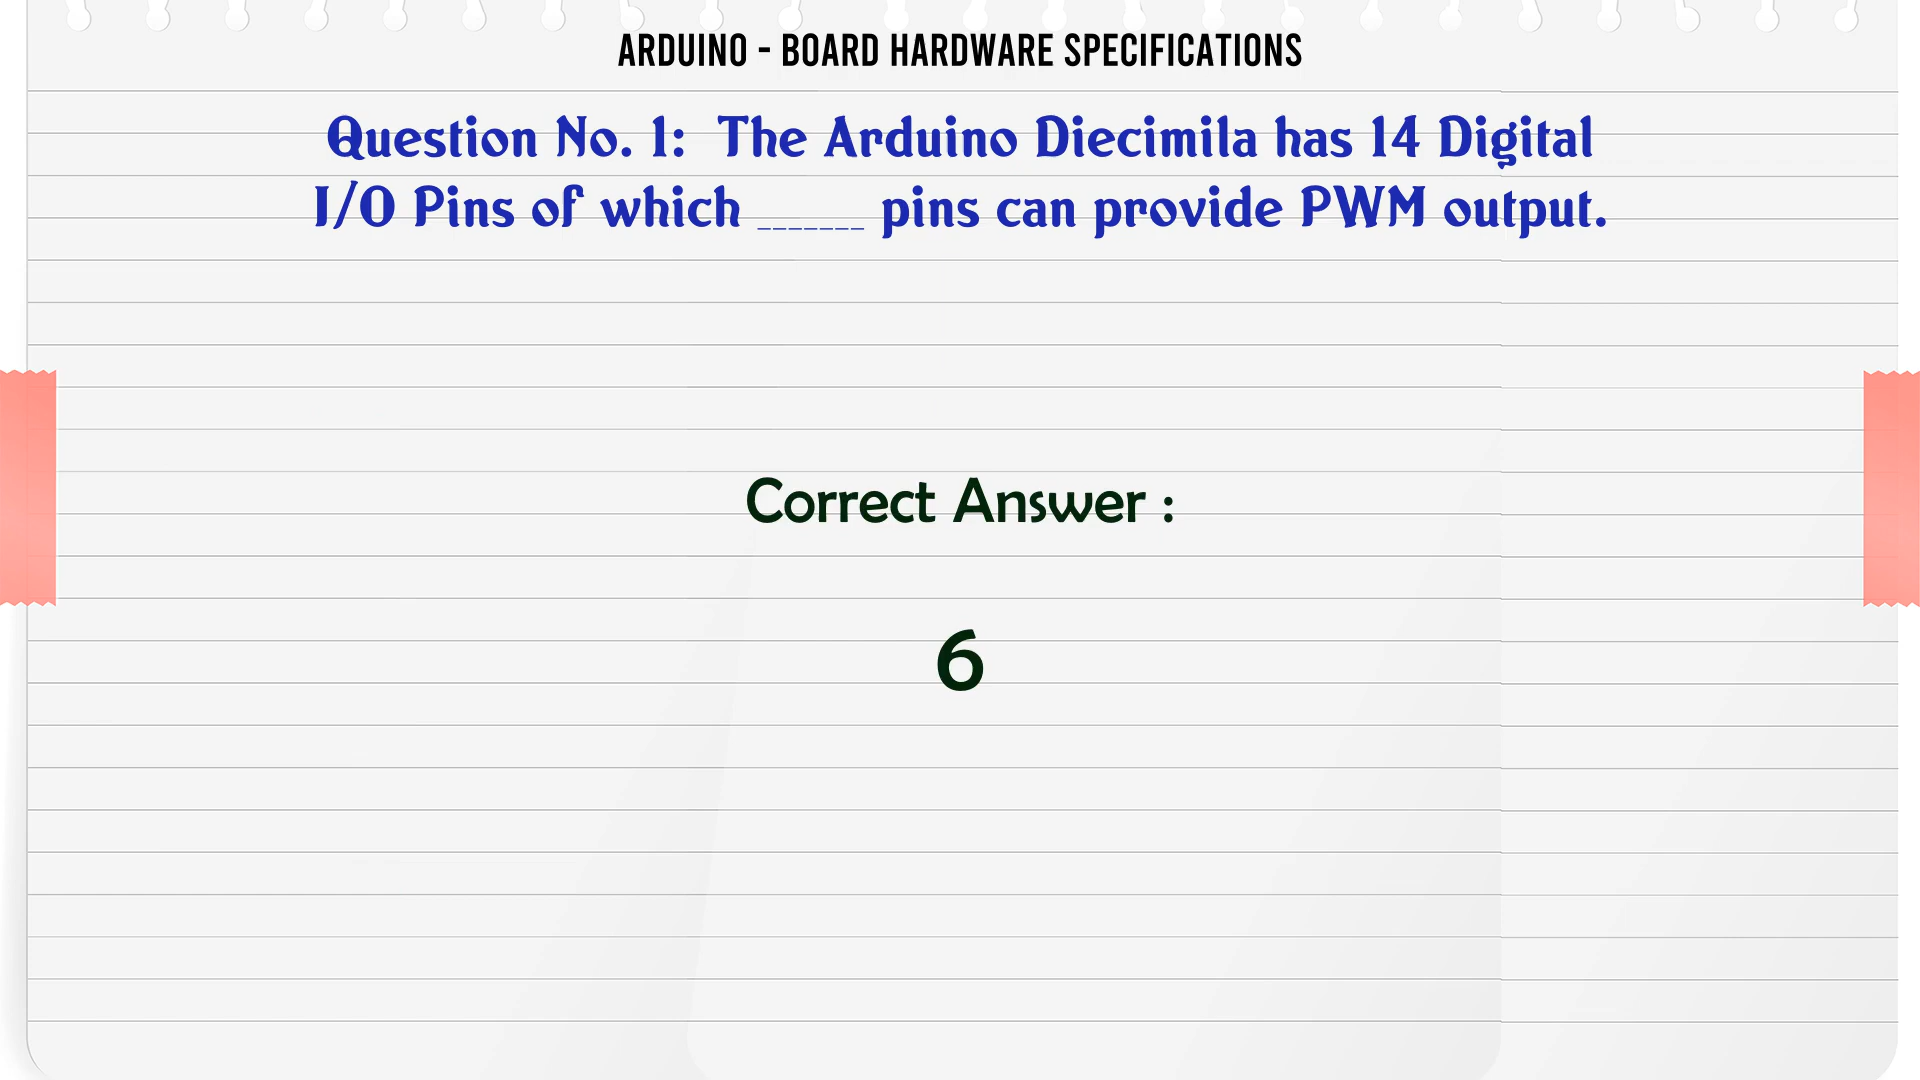 ARDUINO - BOARD HARDWARE SPECIFICATIONS
Question No. 1: The Arduino Diecimila has 14 Digital
I/O Pins of which _______ pins can provide PWM output.
Correct Answer :
6